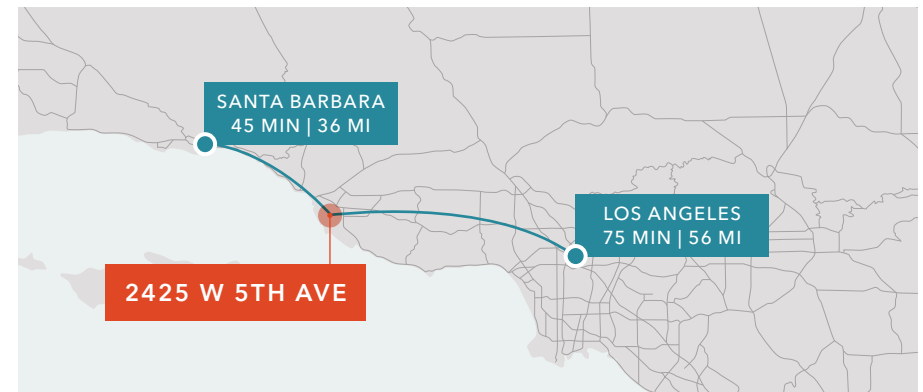 SANTA BARBARA
45 MIN | 36 MI
LOS ANGELES
75 MIN | 56 MI
2425 W 5TH AVE